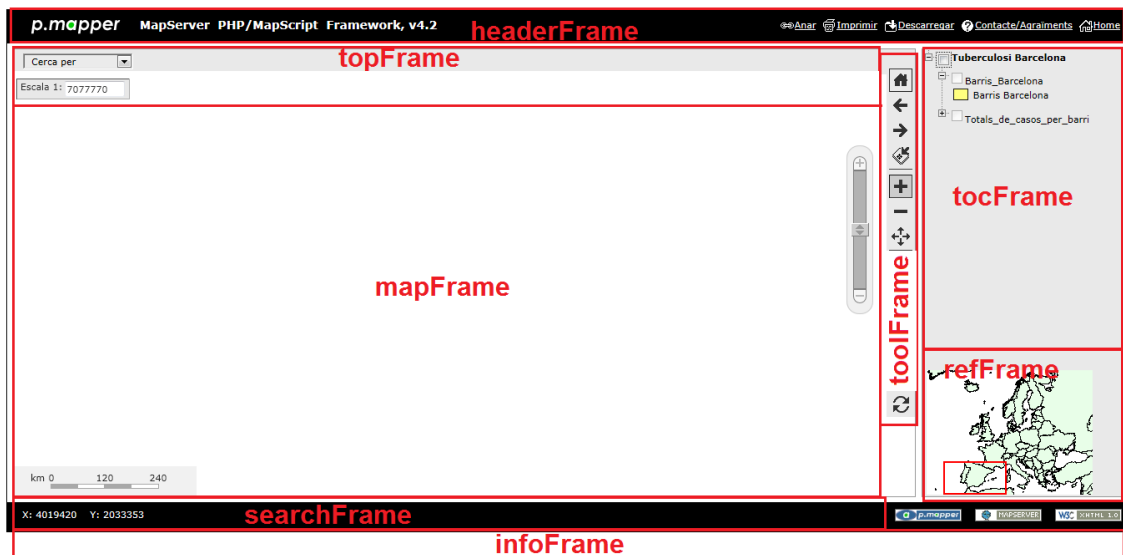 p.mapper MapServer PHP/MapScript Framework, v4.2 headerFrame Anar Imprimir Descarregar Contacte/Agraïments Home
Cerca per topFrame
Escala 1: 7077770
Tuberculosi Barcelona
Barris_Barcelona
Barris Barcelona
Totals_de_casos_per_barri
tocFrame
mapFrame
toolFrame
refFrame
km 0 120 240
X: 4019420 Y: 2033353 searchFrame p.mapper MAPSERVER W3C XHTML 1.0
infoFrame